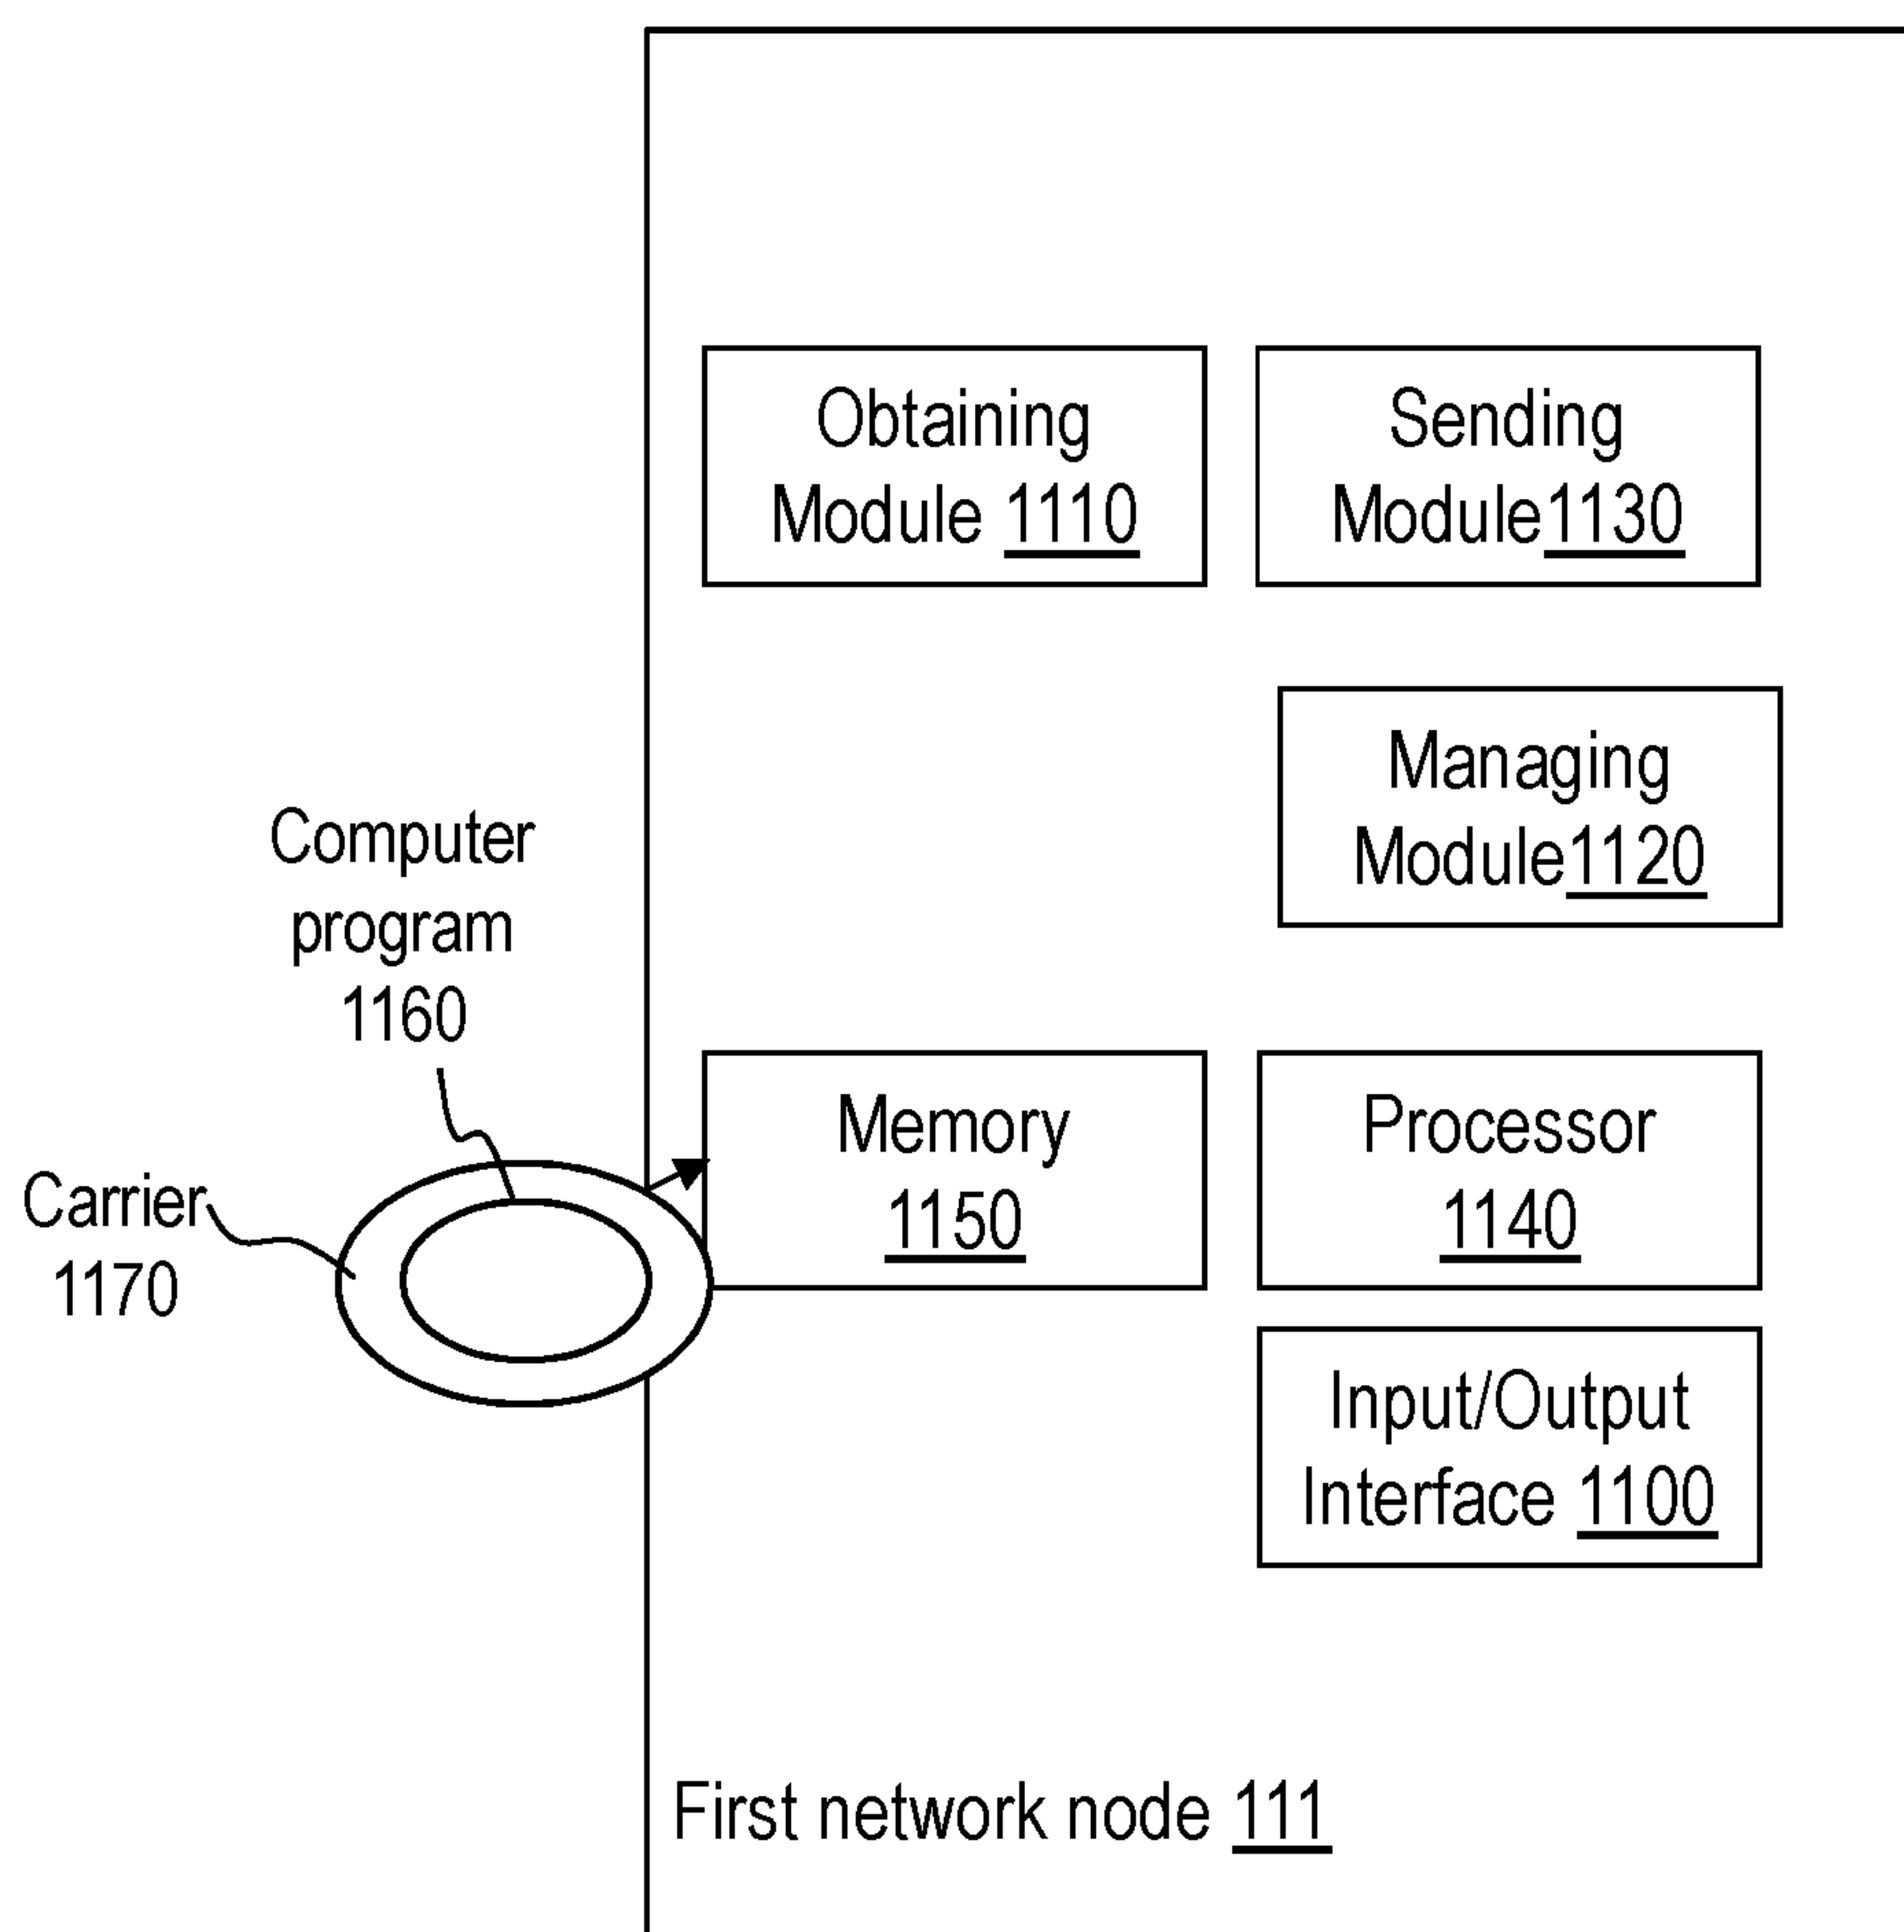 Obtaining
Module 1110
Sending
Module1130
Managing
Module1120
Computer
program
1160
Memory
1150
Processor
1140
Carrier
1170
Input/Output
Interface 1100
First network node 111